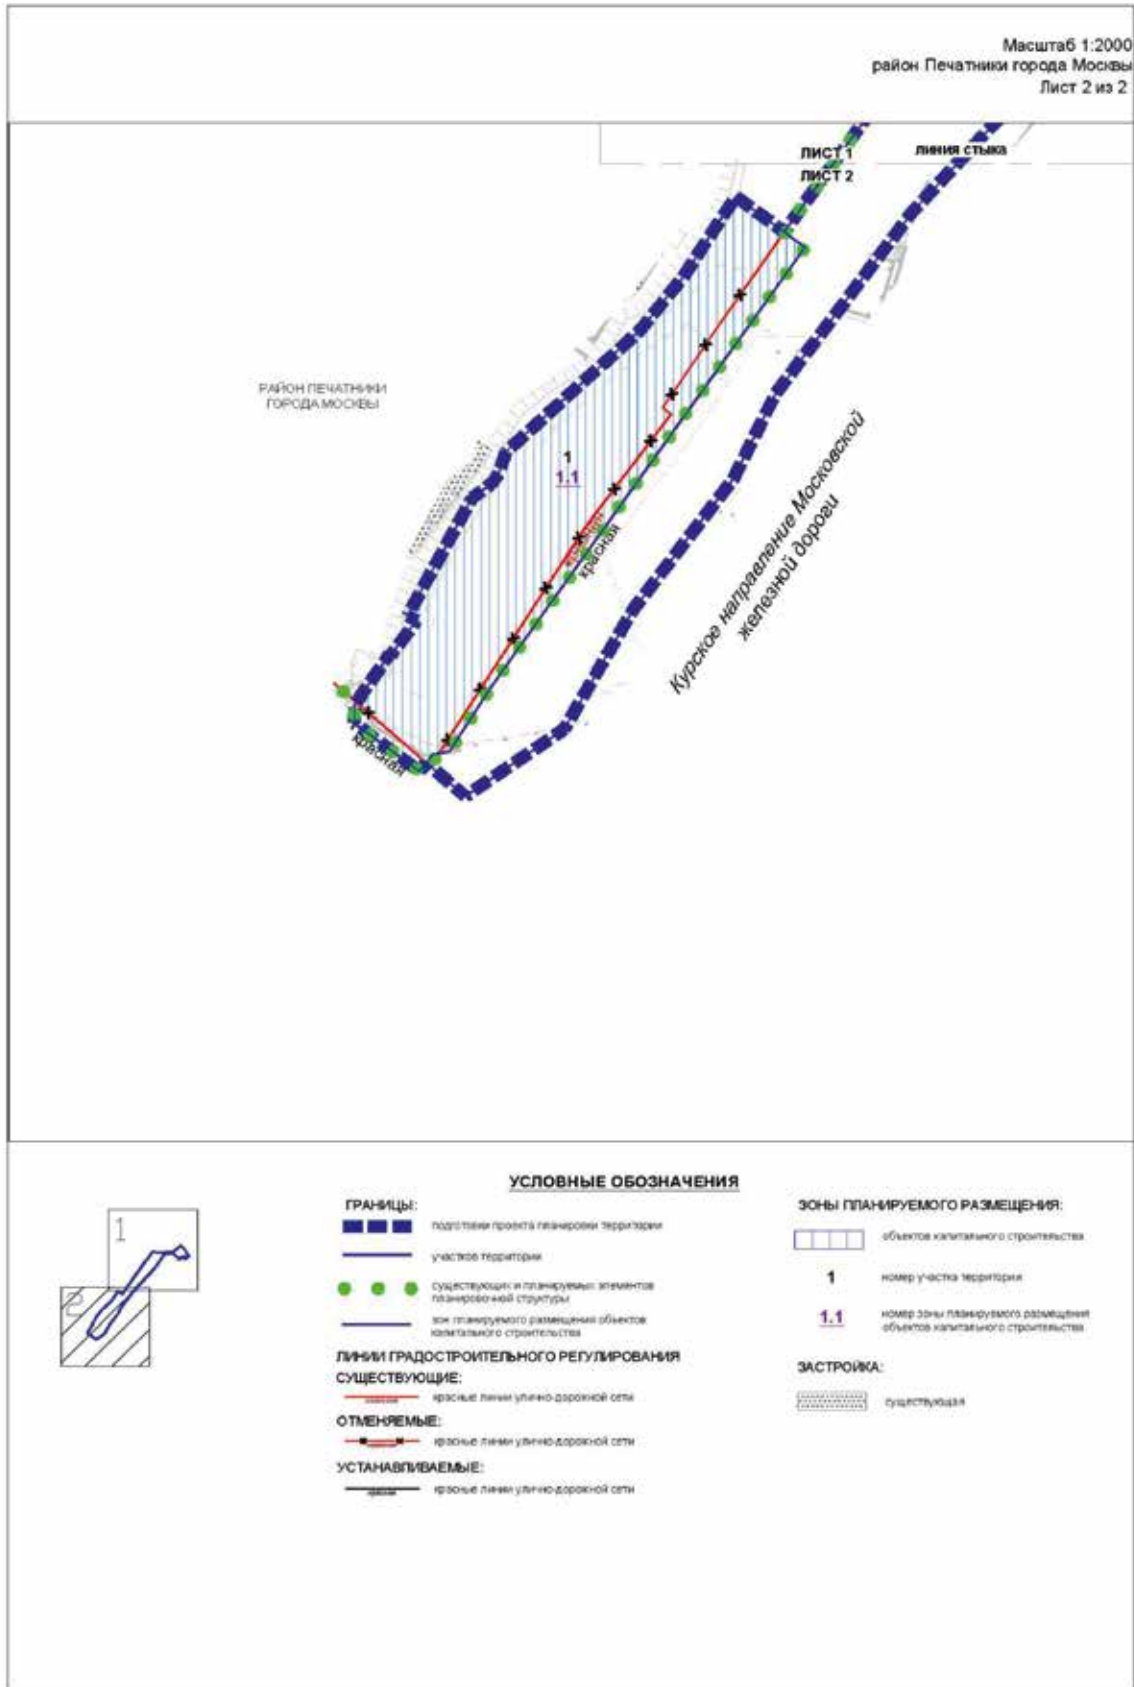 Масштаб 1:2000
район Печатники города Москвы
Лист 2 из 2
ЛИСТ 1
ЛИНИЯ СТЫКА
ЛИСТ 2
РАЙОН ПЕЧАТНИКИ
ГОРОДА МОСКВЫ
1
1.1
красная
красная
Курское направление Московской
железной дороги
красная
УСЛОВНЫЕ ОБОЗНАЧЕНИЯ
1
2
ГРАНИЦЫ:
подготовки проекта планировки территории
участков территории
существующих и планируемых элементов
планировочной структуры
зон планируемого размещения объектов
капитального строительства
ЛИНИИ ГРАДОСТРОИТЕЛЬНОГО РЕГУЛИРОВАНИЯ
СУЩЕСТВУЮЩИЕ:
красные линии улично-дорожной сети
ОТМЕНЯЕМЫЕ:
красные линии улично-дорожной сети
УСТАНАВЛИВАЕМЫЕ:
красная
красные линии улично-дорожной сети
ЗОНЫ ПЛАНИРУЕМОГО РАЗМЕЩЕНИЯ:
объектов капитального строительства
1
номер участка территории
1.1
номер зоны планируемого размещения
объектов капитального строительства
ЗАСТРОЙКА:
существующая